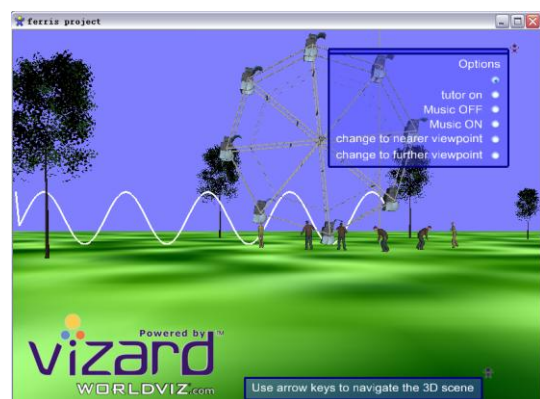 ferris project
Options
tutor on
Music OFF
Music ON
change to nearer viewpoint
change to further viewpoint
Powered by TM
vizard
WORLDVIZ.com
Use arrow keys to navigate the 3D scene